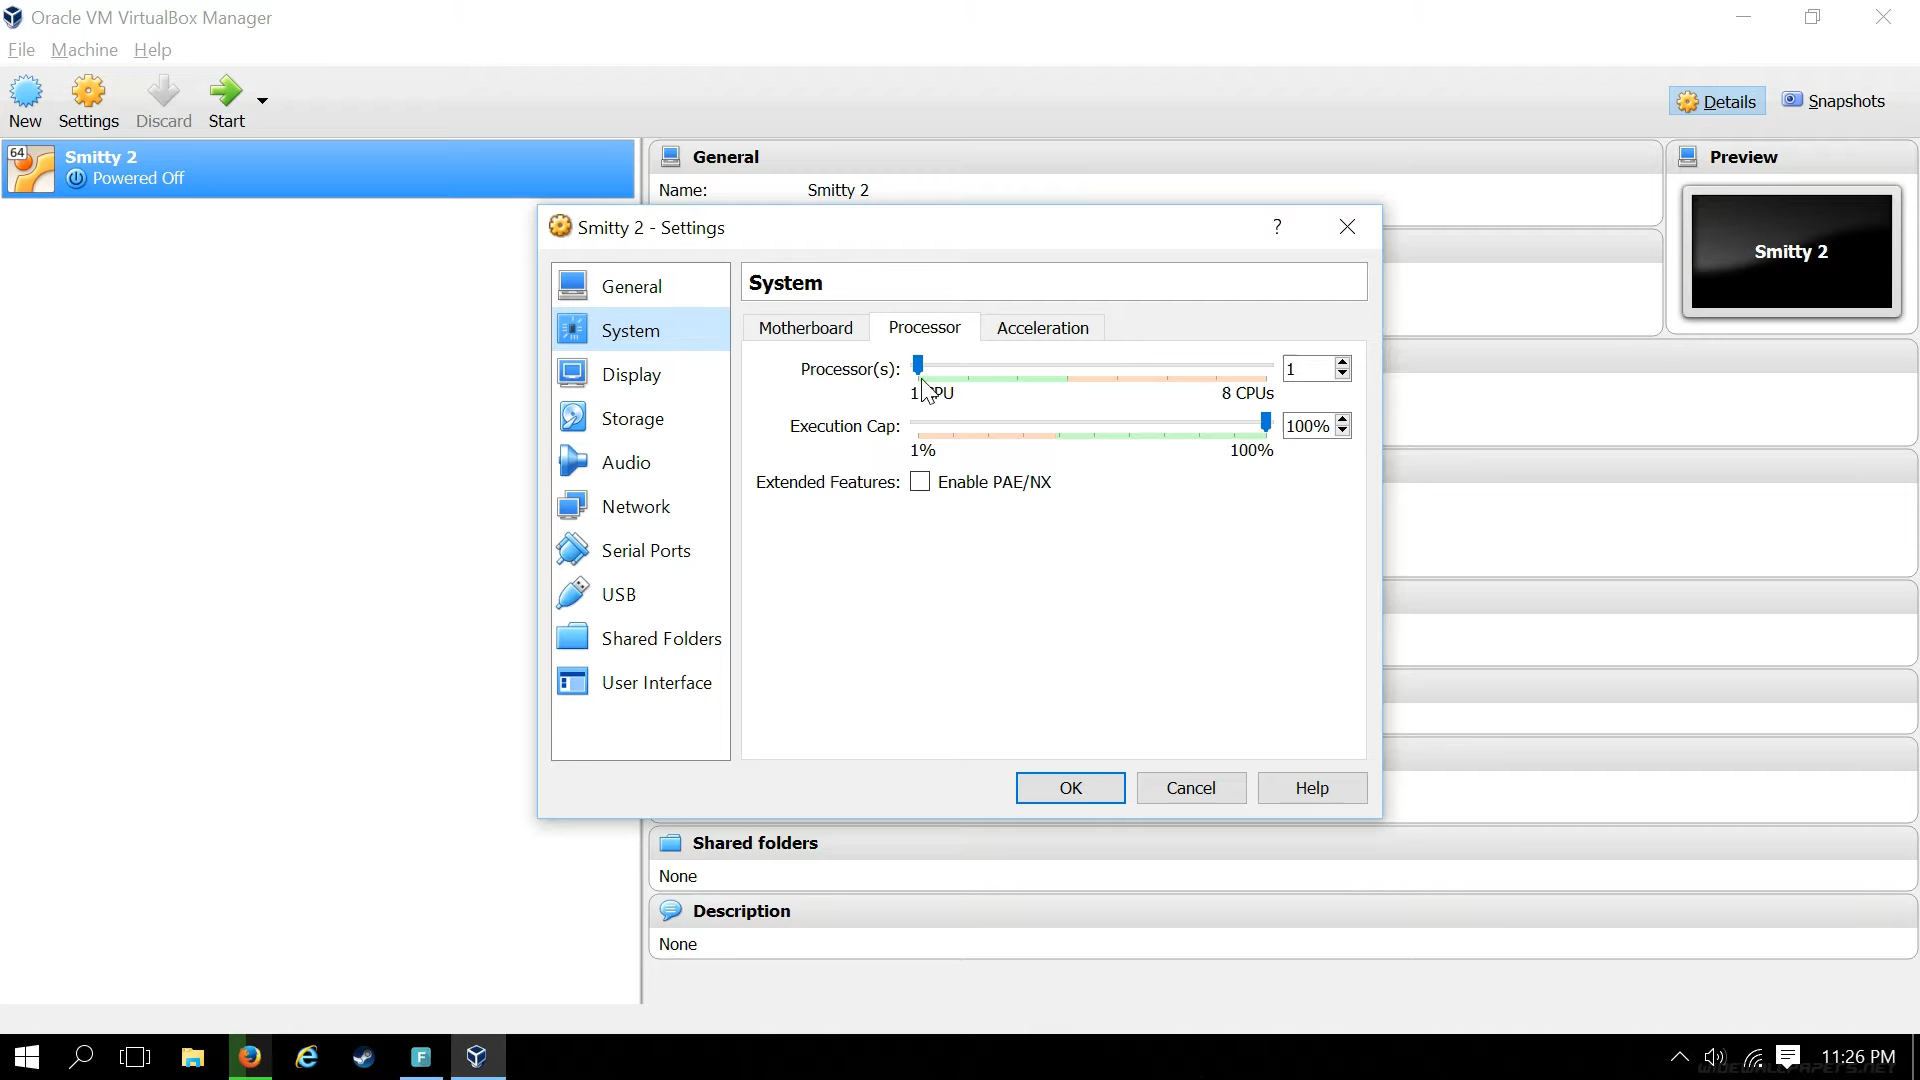 Oracle VM VirtualBox Manager
File Machine Help
New Settings Discard Start
Details Snapshots
64
Smitty 2
Powered Off
General
Name: Smitty 2
Preview
Smitty 2
Smitty 2 - Settings
?
General
System
Display
Storage
Audio
Network
Serial Ports
USB
Shared Folders
User Interface
System
Motherboard Processor Acceleration
Processor(s): 1
8 CPUs
Execution Cap: 100%
1% 100%
Extended Features: Enable PAE/NX
OK Cancel Help
Shared folders
None
Description
None
F
11:26 PM
WIDEWALLPAPERS.NET